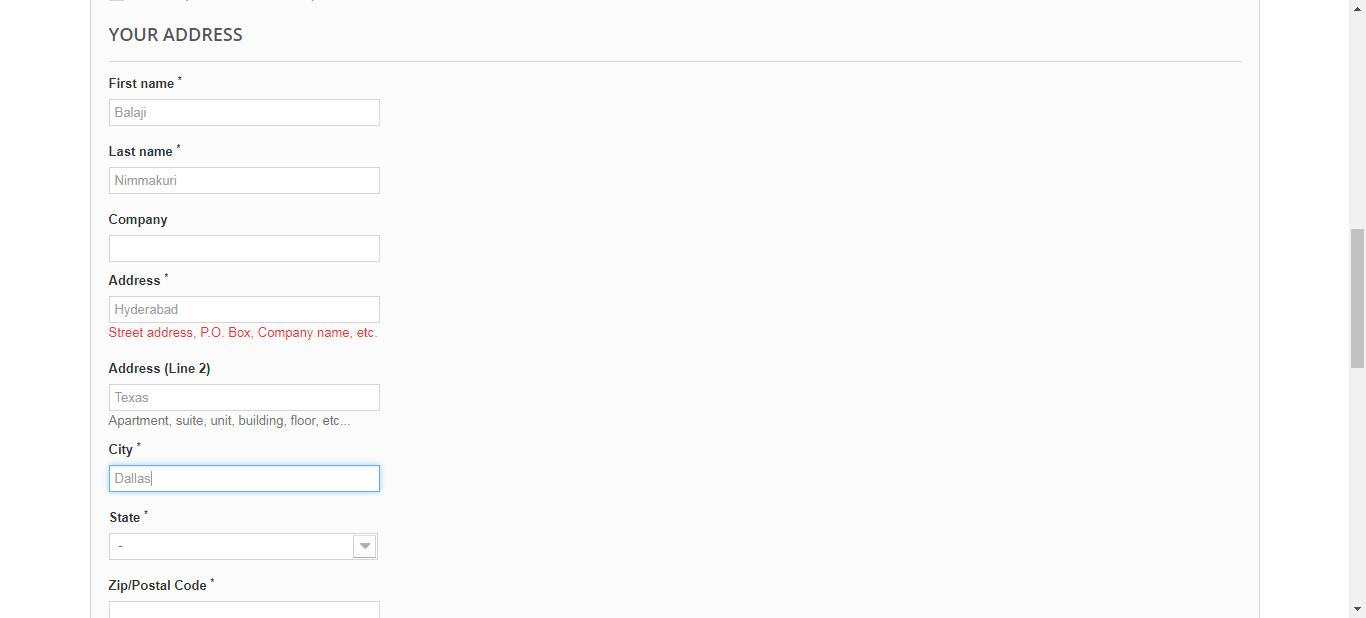 YOUR ADDRESS
First name *
Balaji
Last name *
Nimmakuri
Company
Address *
Hyderabad
Street address, P.O. Box, Company name, etc.
Address (Line 2)
Texas
Apartment, suite, unit, building, floor, etc...
City *
Dallas
State *
-
Zip/Postal Code *